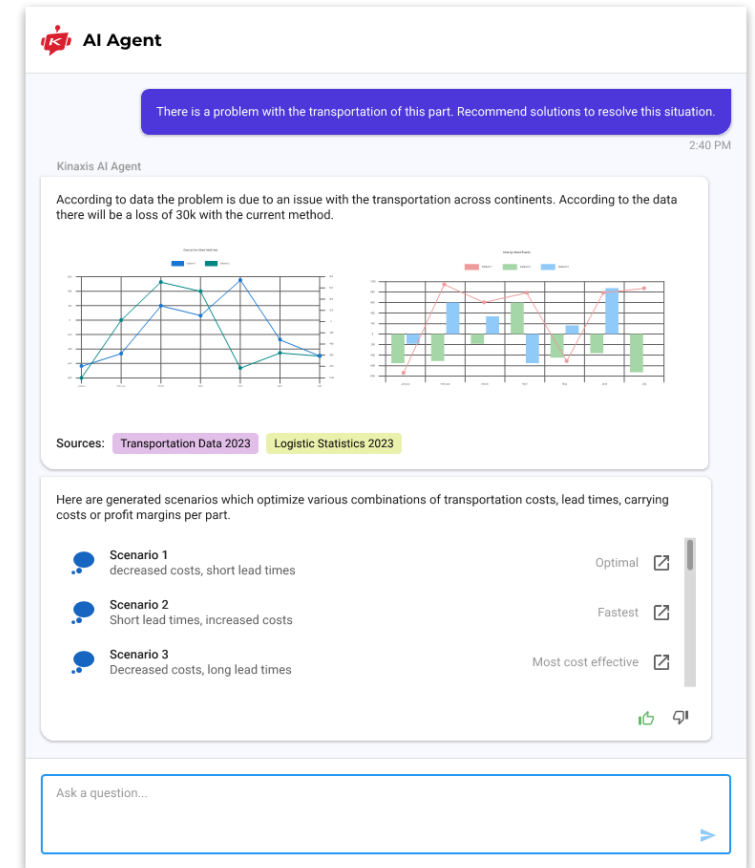 AI Agent
There is a problem with the transportation of this part. Recommend solutions to resolve this situation.
2:40 PM
Kinaxis AI Agent
According to data the problem is due to an issue with the transportation across continents. According to the data
there will be a loss of 30k with the current method.
Sources: Transportation Data 2023 Logistic Statistics 2023
Here are generated scenarios which optimize various combinations of transportation costs, lead times, carrying
costs or profit margins per part.
Scenario 1
decreased costs, short lead times
Optimal
Scenario 2
Short lead times, increased costs
Fastest
Scenario 3
Decreased costs, long lead times
Most cost effective
Ask a question...